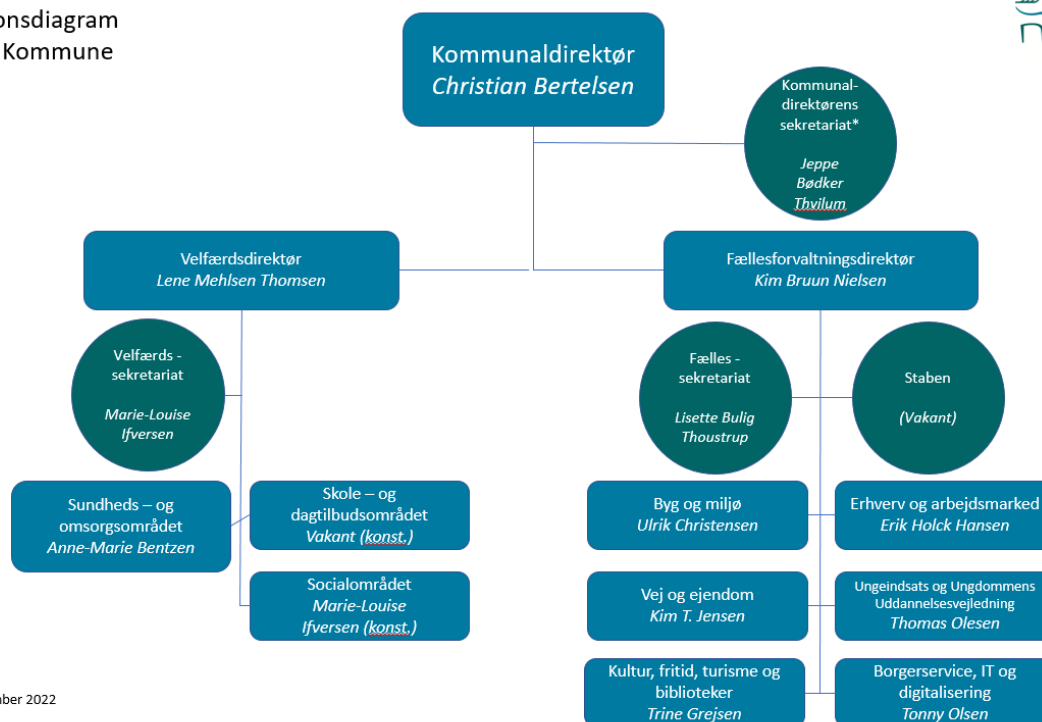 onsdiagram
Kommune
Kommunaldirektør
Christian Bertelsen
Kommunal-
direktørens
sekretariat*
Jeppe
Bødker
Thvilum
Velfærdsdirektør
Lene Mehlsen Thomsen
Fællesforvaltningsdirektør
Kim Bruun Nielsen
Velfærds -
sekretariat
Marie-Louise
Ifversen
Fælles -
sekretariat
Lisette Bulig
Thoustrup
Staben
(Vakant)
Sundheds – og
omsorgsområdet
Anne-Marie Bentzen
Skole – og
dagtilbudsområdet
Vakant (konst.)
Byg og miljø
Ulrik Christensen
Erhverv og arbejdsmarked
Erik Holck Hansen
Socialområdet
Marie-Louise
Ifversen (konst.)
Vej og ejendom
Kim T. Jensen
Ungeindsats og Ungdommens
Uddannelsesvejledning
Thomas Olesen
Kultur, fritid, turisme og
biblioteker
Trine Grejsen
Borgerservice, IT og
digitalisering
Tonny Olsen
mber 2022